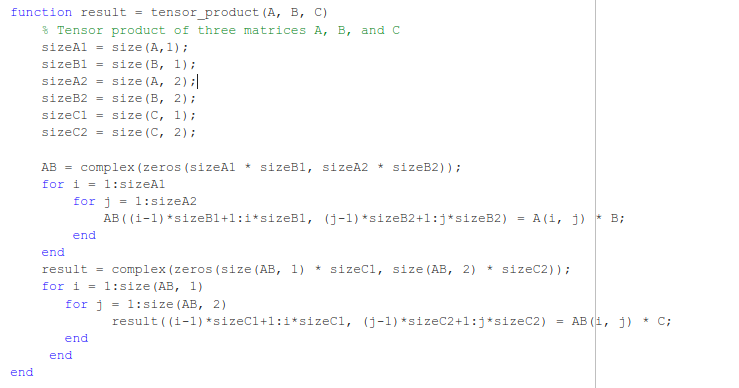 function result = tensor_product(A, B, C)
    % Tensor product of three matrices A, B, and C
    sizeA1 = size(A,1);
    sizeB1 = size(B, 1);
    sizeA2 = size(A, 2);
    sizeB2 = size(B, 2);
    sizeC1 = size(C, 1);
    sizeC2 = size(C, 2);

    AB = complex(zeros(sizeA1 * sizeB1, sizeA2 * sizeB2));
    for i = 1:sizeA1
        for j = 1:sizeA2
            AB((i-1)*sizeB1+1:i*sizeB1, (j-1)*sizeB2+1:j*sizeB2) = A(i, j) * B;
        end
    end
    result = complex(zeros(size(AB, 1) * sizeC1, size(AB, 2) * sizeC2));
    for i = 1:size(AB, 1)
       for j = 1:size(AB, 2)
             result((i-1)*sizeC1+1:i*sizeC1, (j-1)*sizeC2+1:j*sizeC2) = AB(i, j) * C;
       end
     end
end